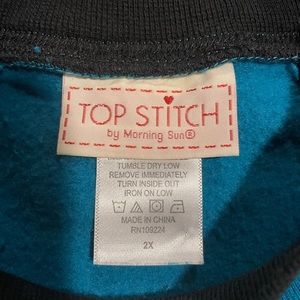 TOP STITCH
by Morning Sun®
TUMBLE DRY LOW
REMOVE IMMEDIATELY
TURN INSIDE OUT
IRON ON LOW
MADE IN CHINA
RN109224
2X